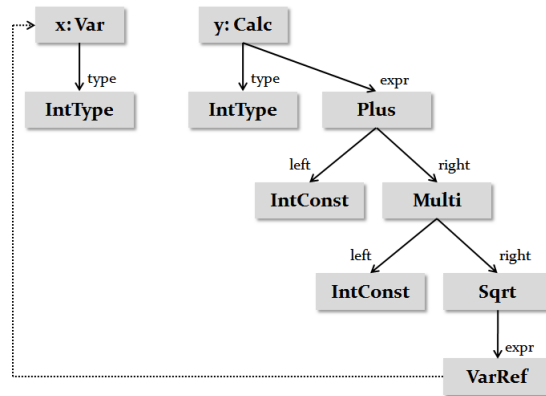 x: Var
y: Calc
type
type
expr
IntType
IntType
Plus
left
right
IntConst
Multi
left
right
IntConst
Sqrt
expr
VarRef